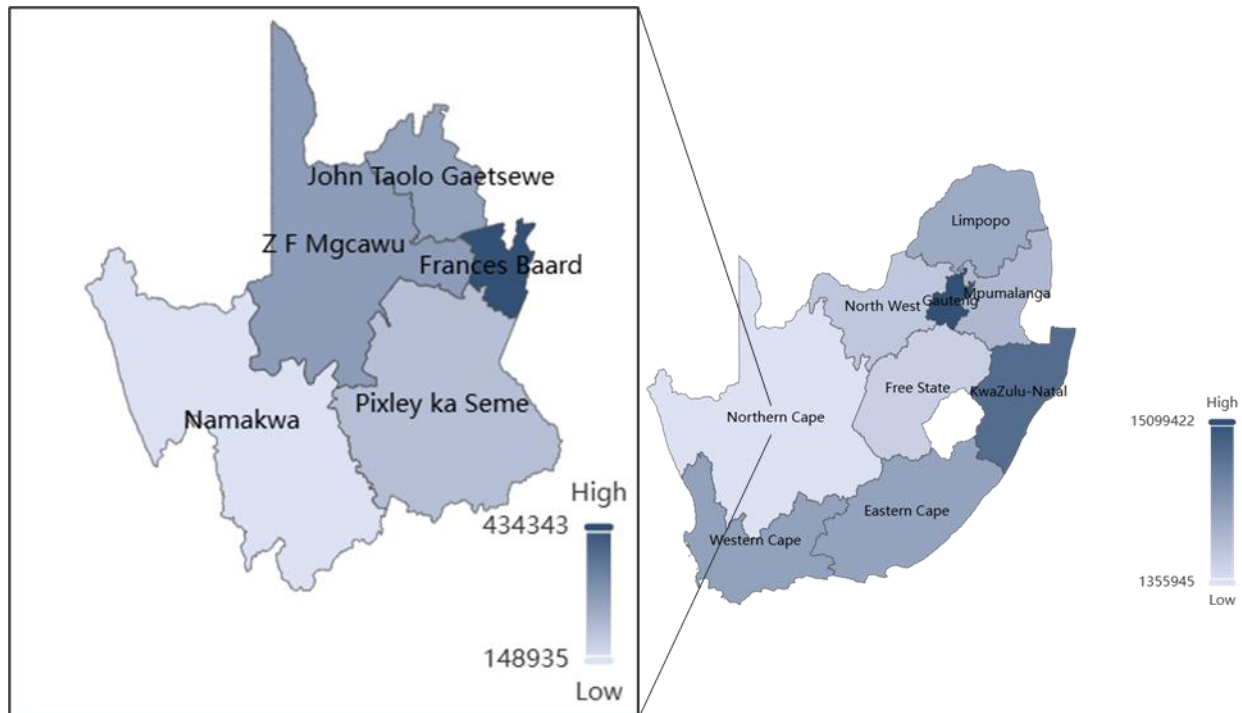 John Taolo Gaetsewe
Z F Mgcawu
Frances Baard
Pixley ka Seme
Namakwa
High
434343
148935
Low
Limpopo
Mpumalanga
Gauteng
North West
Free State
KwaZulu-Natal
Northern Cape
Eastern Cape
Western Cape
High
15099422
1355945
Low